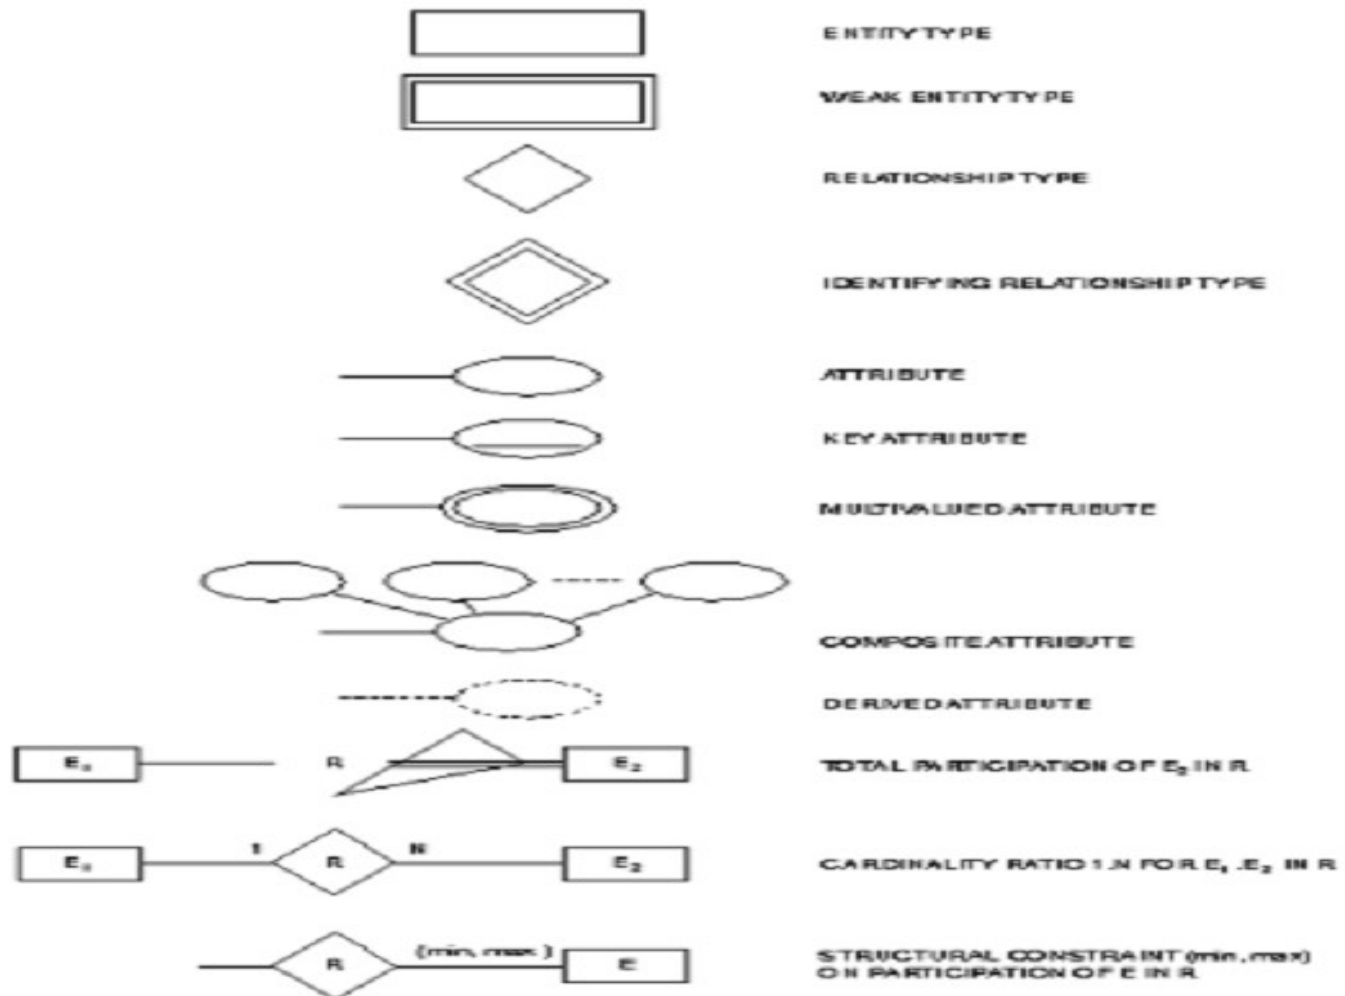 ENTITY TYPE
WEAK ENTITY TYPE
RELATIONSHIP TYPE
IDENTIFYING RELATIONSHIP TYPE
ATTRIBUTE
KEY ATTRIBUTE
MULTIVALUED ATTRIBUTE
COMPOSITE ATTRIBUTE
DERIVED ATTRIBUTE
E₁ R E₂ TOTAL PARTICIPATION OF E₂ IN R
E₁ 1 R N E₂ CARDINALITY RATIO 1:N FOR E₁:E₂ IN R
R (min, max) E STRUCTURAL CONSTRAINT (min, max)
ON PARTICIPATION OF E IN R